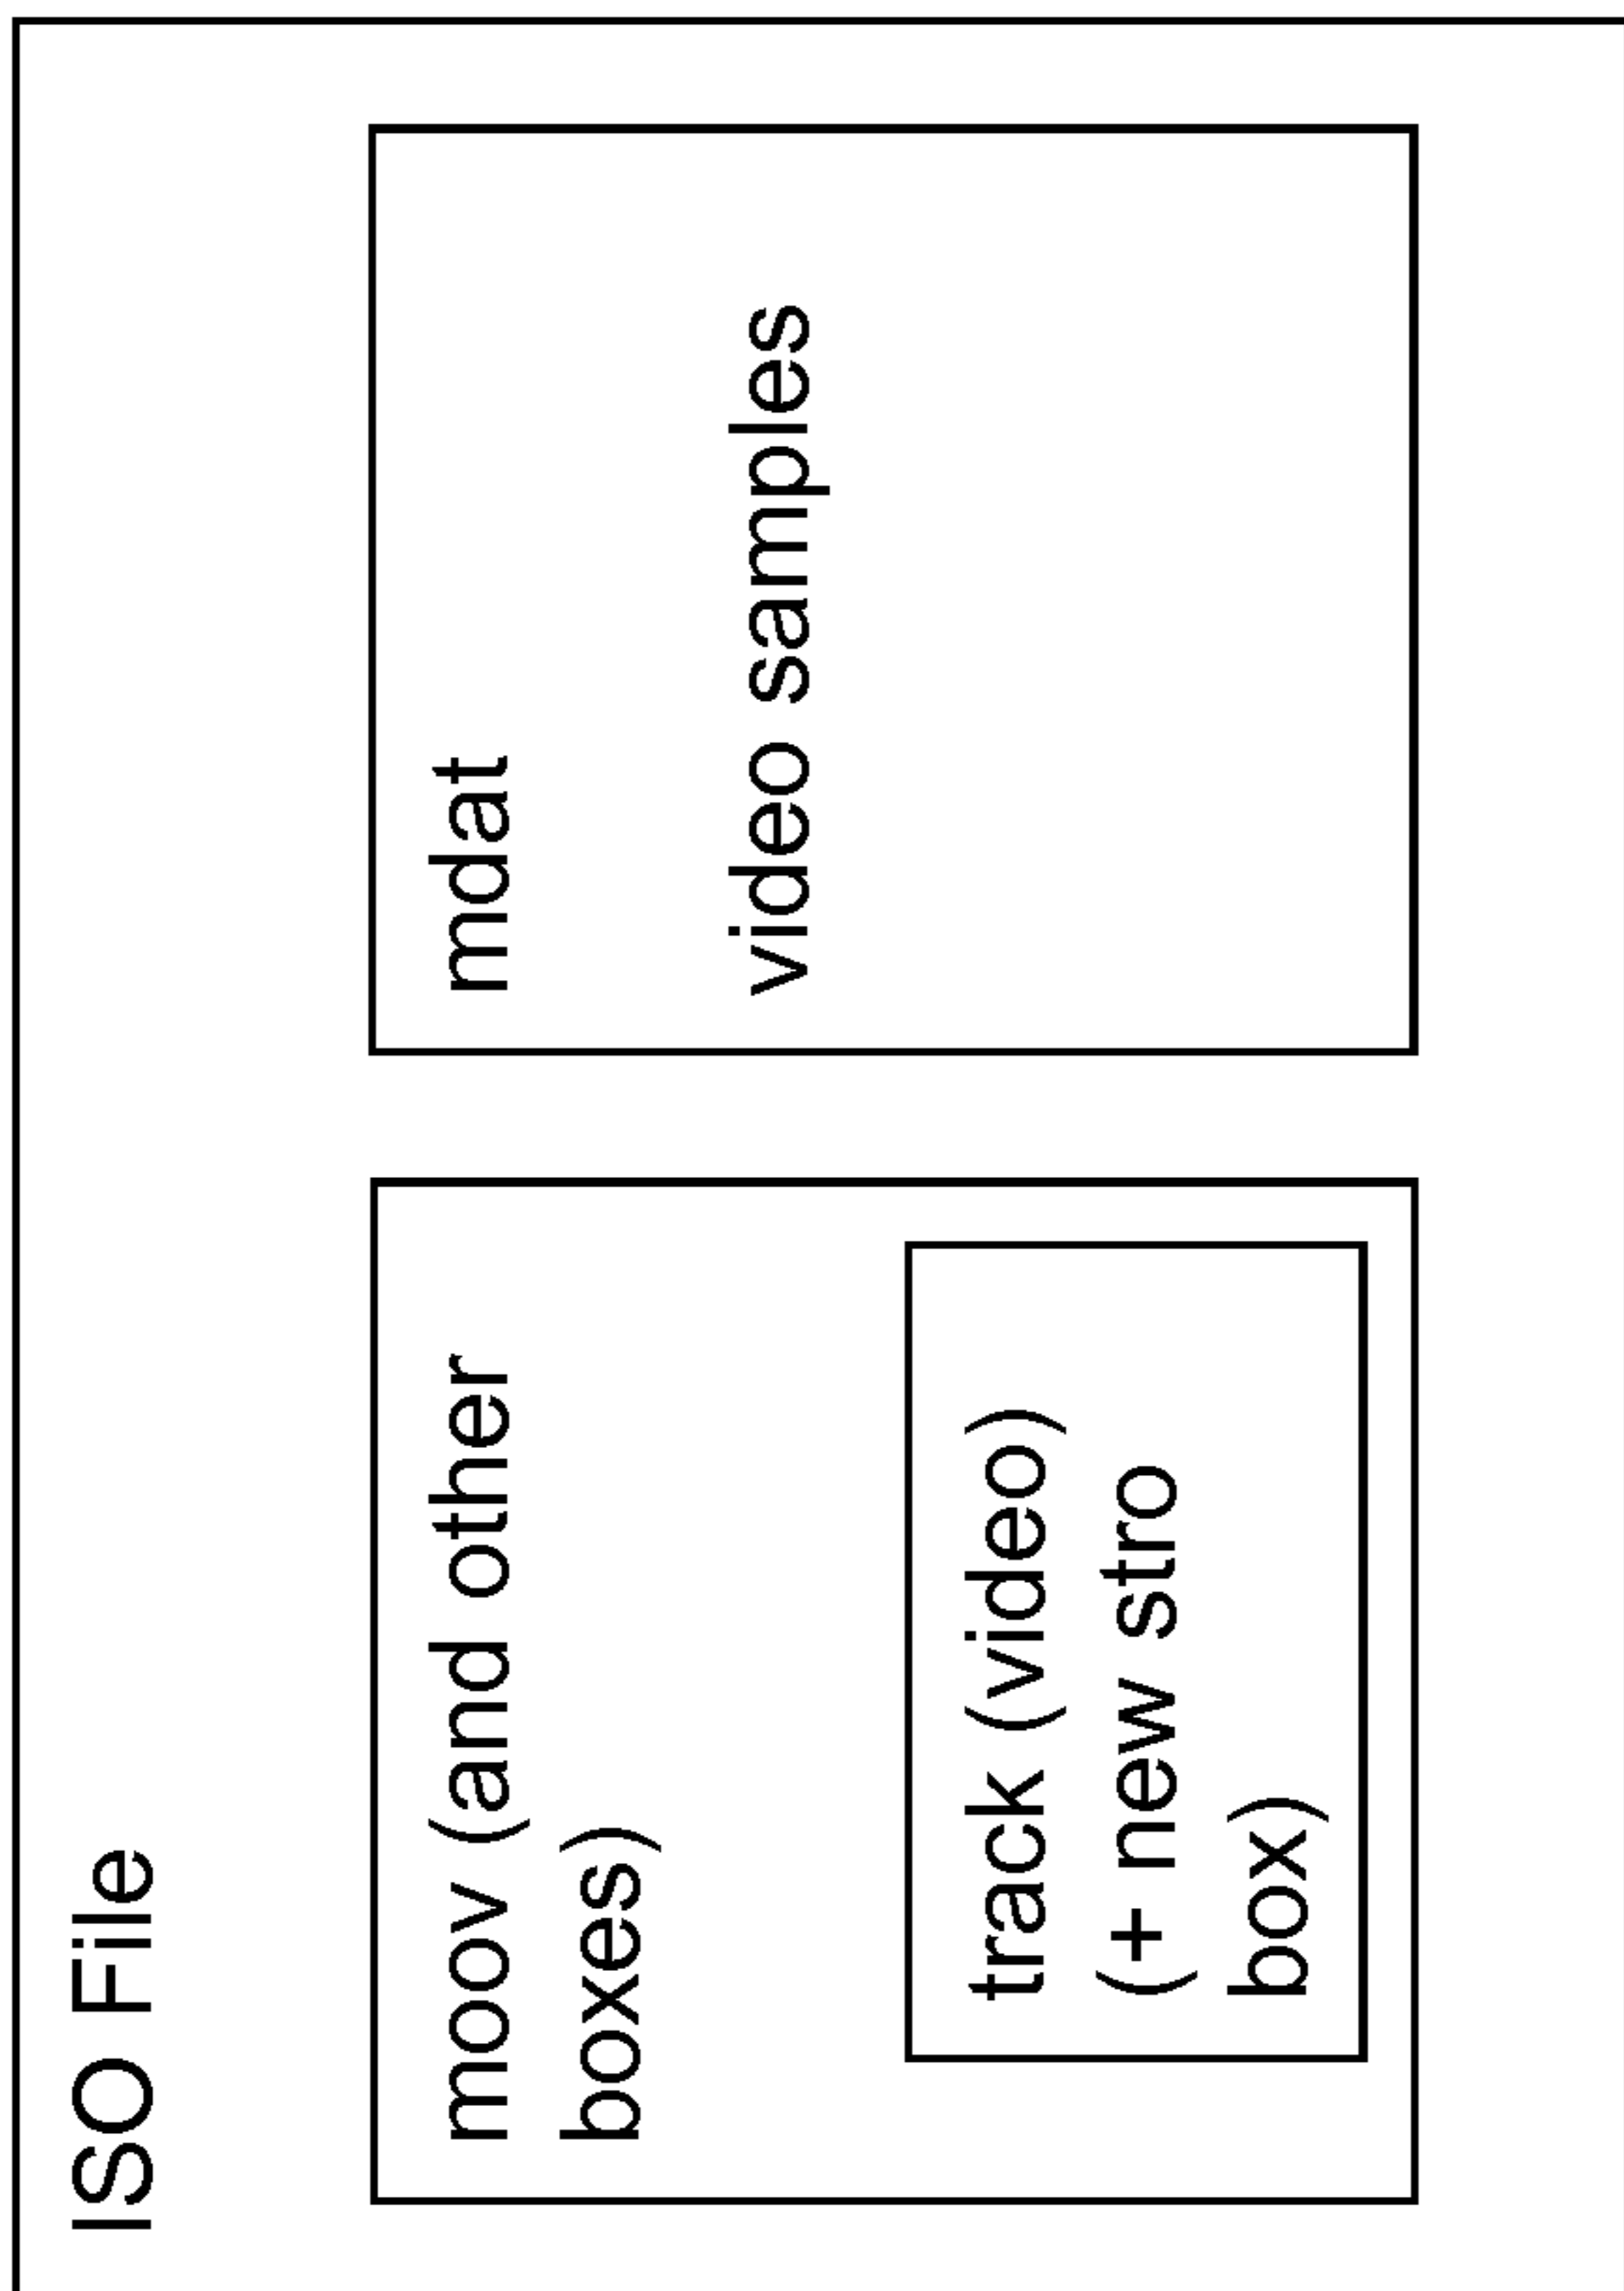 ISO File
moov (and other
boxes)
track (video)
(+ new stro
box)
mdat
video samples